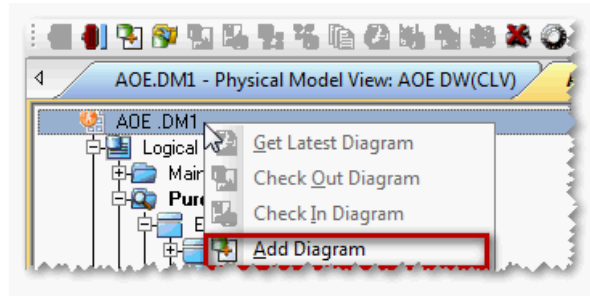 AOE.DM1 - Physical Model View: AOE DW(CLV)
AOE .DM1
Logical
Get Latest Diagram
Main
Check Out Diagram
Check In Diagram
Add Diagram